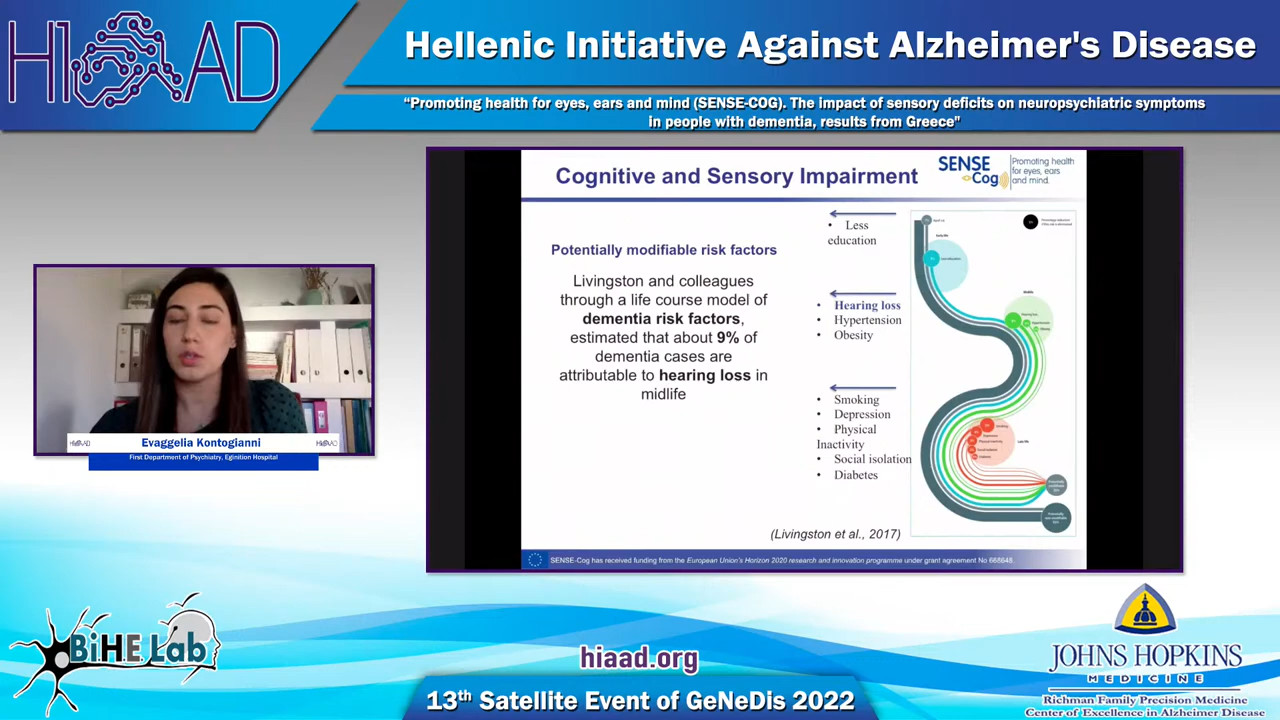 HIAAD
Hellenic Initiative Against Alzheimer's Disease
“Promoting health for eyes, ears and mind (SENSE-COG). The impact of sensory deficits on neuropsychiatric symptoms
in people with dementia, results from Greece”
Cognitive and Sensory Impairment
SENSE
Cog
Promoting health
for eyes, ears
and mind.
Potentially modifiable risk factors
Livingston and colleagues
through a life course model of
dementia risk factors,
estimated that about 9% of
dementia cases are
attributable to hearing loss in
midlife
• Less
education
• Hearing loss
• Hypertension
• Obesity
• Smoking
• Depression
• Physical
Inactivity
• Social isolation
• Diabetes
(Livingston et al., 2017)
SENSE-Cog has received funding from the European Union's Horizon 2020 research and innovation programme under grant agreement No 668648.
HIAAD
Evaggelia Kontogianni
HIAAD
First Department of Psychiatry, Eginition Hospital
BiHE Lab
hiaad.org
13th Satellite Event of GeNeDis 2022
JOHNS HOPKINS
MEDICINE
Richman Family Precision Medicine
Center of Excellence in Alzheimer Disease